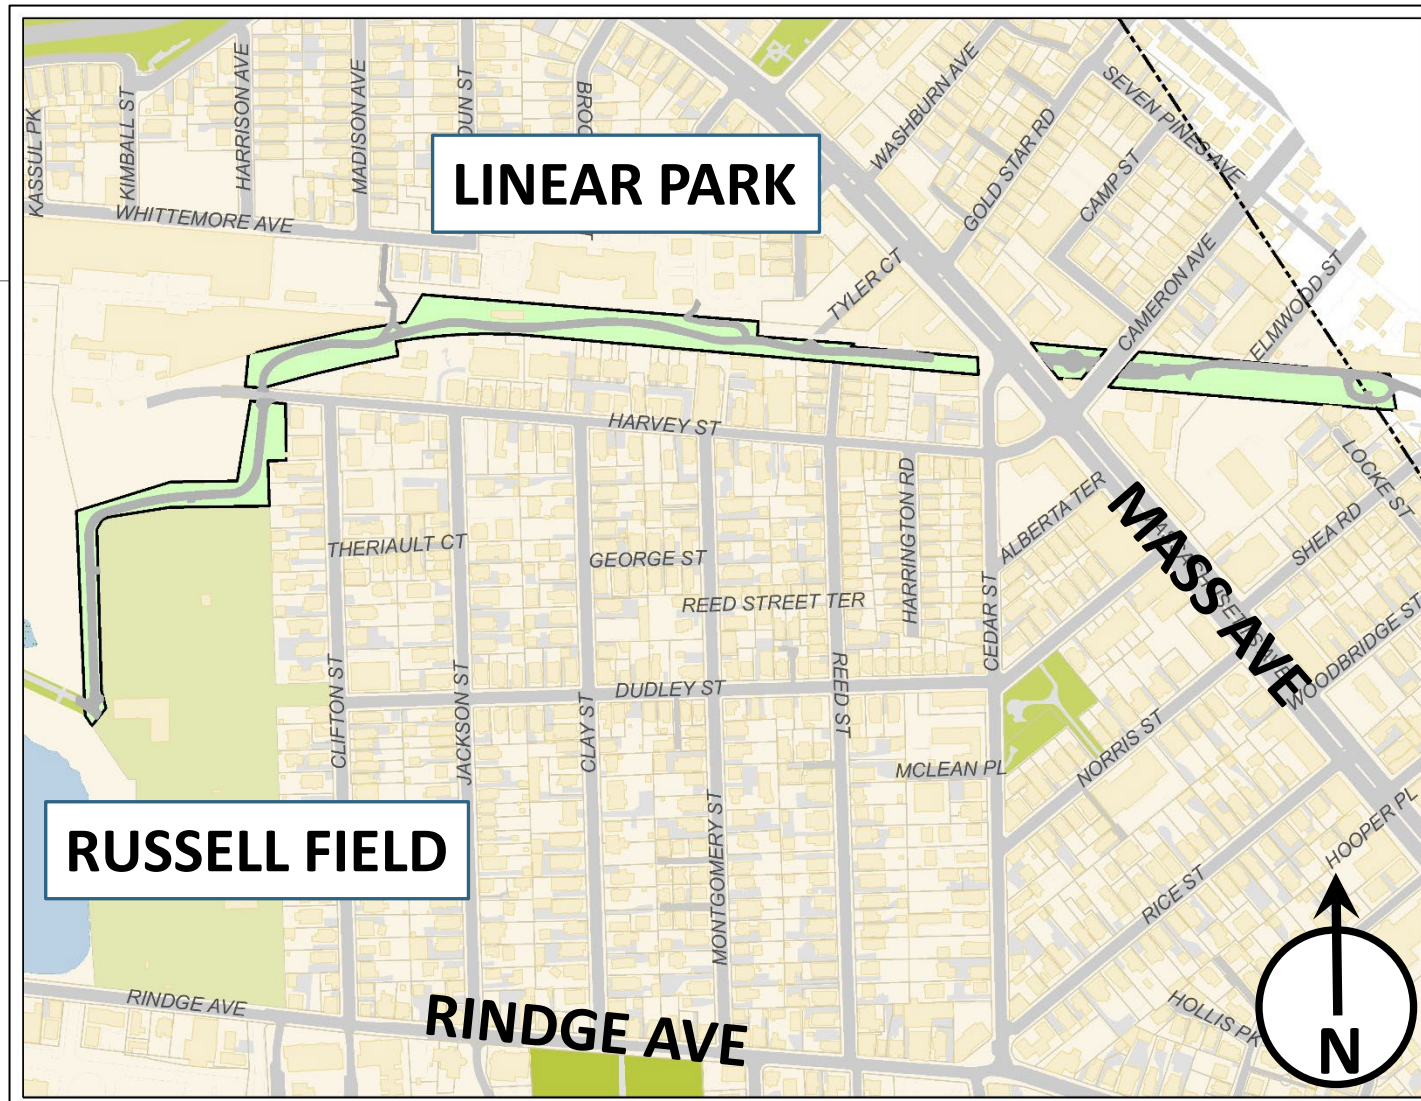 KASSUL PK
KIMBALL ST
HARRISON AVE
MADISON AVE
WHITTEMORE AVE
LINEAR PARK
WASHBURN AVE
GOLD STAR RD
SEVEN PINES AVE
CAMP ST
CAMERON AVE
ELMWOOD ST
TYLER CT
HARVEY ST
THERIAULT CT
GEORGE ST
REED STREET TER
HARRINGTON RD
ALBERTA TER
CEDAR ST
MASS AVE
LOCKE ST
SHEA RD
WOODBRIDGE ST
CLIFTON ST
JACKSON ST
CLAY ST
DUDLEY ST
REED ST
MONTGOMERY ST
MCLEAN PL
NORRIS ST
RICE ST
HOOPER PL
HOLLIS PK
RUSSELL FIELD
RINDGE AVE
RINDGE AVE
N